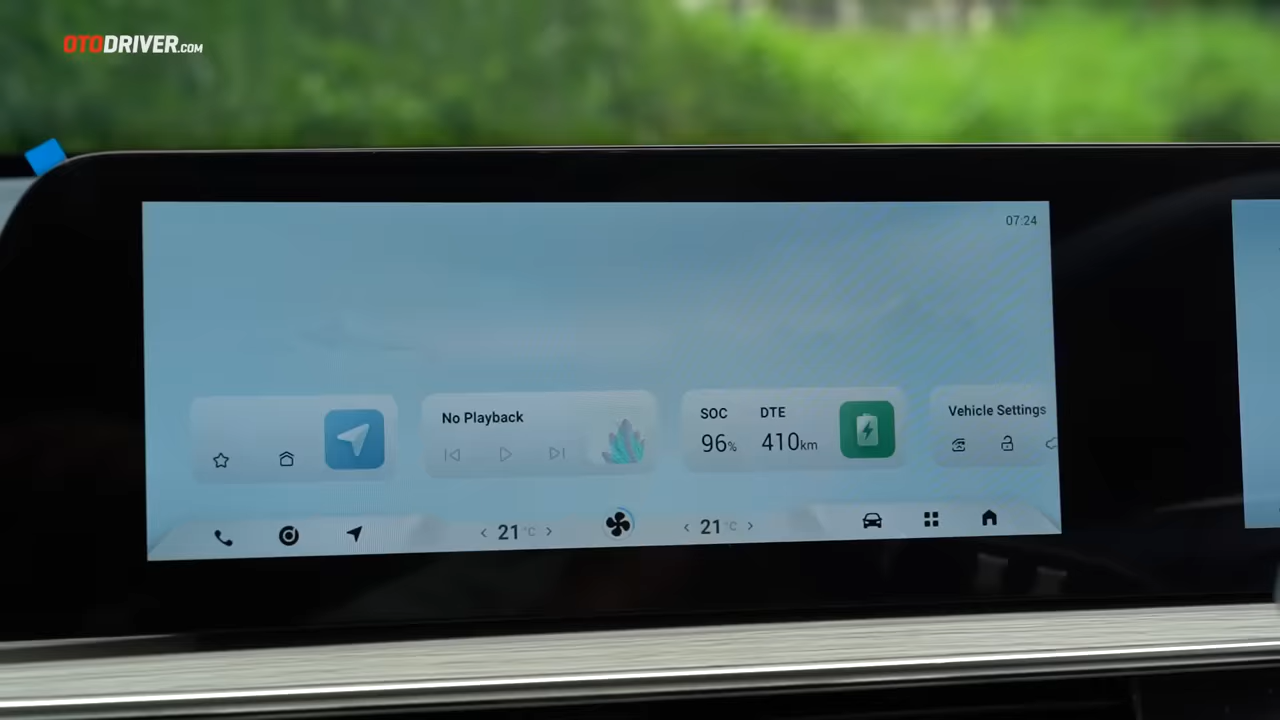 OTODRIVER.COM
07:24
No Playback
SOC DTE
96% 410km
Vehicle Settings
< 21°C >
< 21°C >